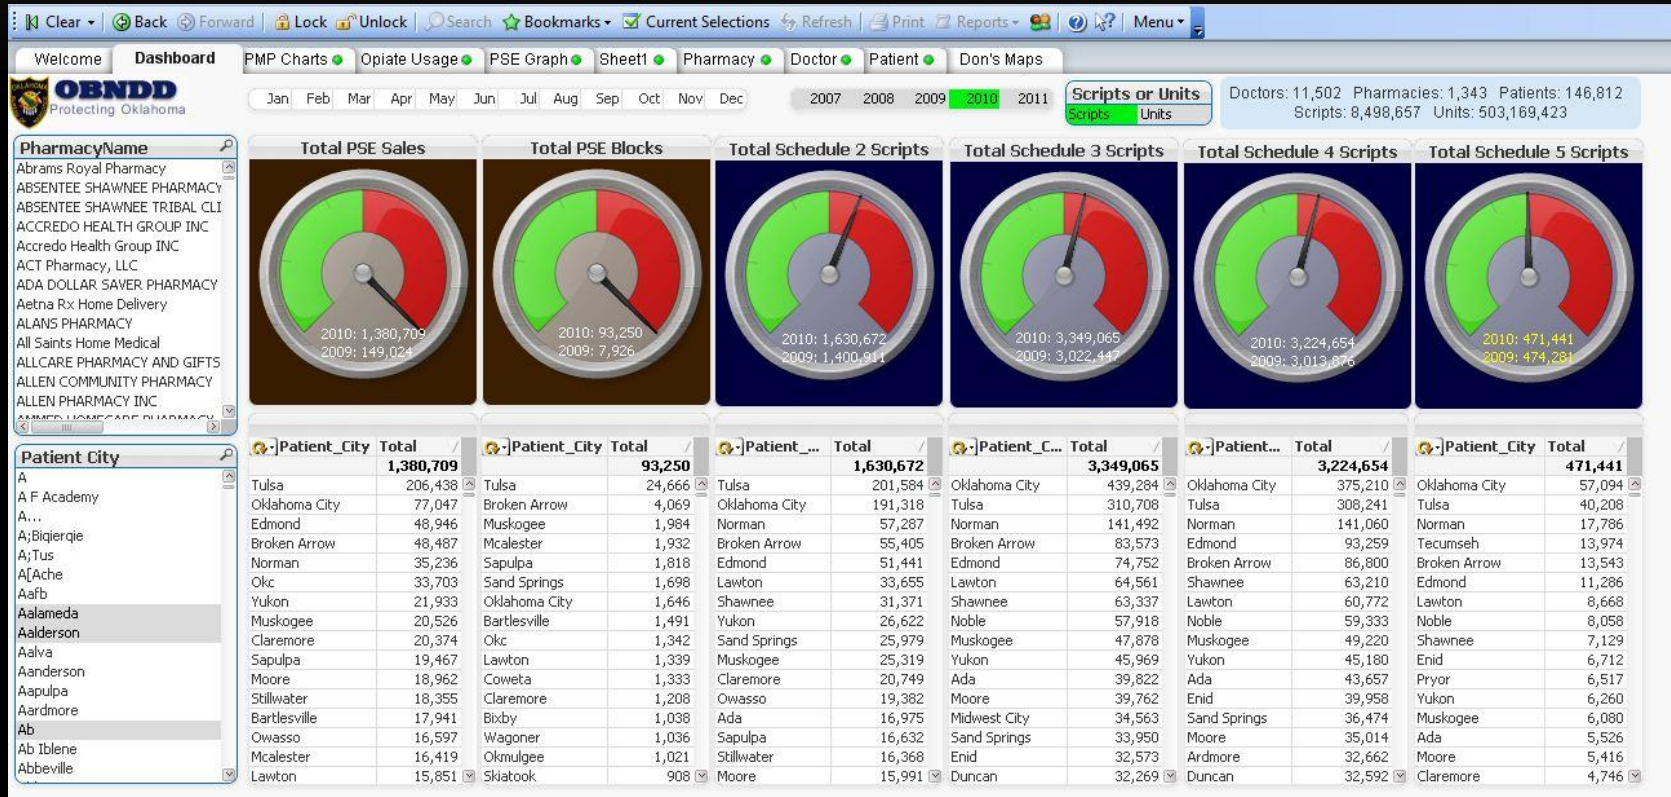 Clear Back Forward Lock Unlock Search Bookmarks Current Selections Refresh Print Reports Menu
Welcome Dashboard PMP Charts Opiate Usage PSE Graph Sheet1 Pharmacy Doctor Patient Don's Maps
OBNDD
Protecting Oklahoma
Jan Feb Mar Apr May Jun Jul Aug Sep Oct Nov Dec
2007 2008 2009 2010 2011
Scripts or Units
Scripts Units
Doctors: 11,502 Pharmacies: 1,343 Patients: 146,812
Scripts: 8,498,657 Units: 503,169,423
PharmacyName
Abrams Royal Pharmacy
ABSENTEE SHAWNEE PHARMACY
ABSENTEE SHAWNEE TRIBAL CLI
ACCREDO HEALTH GROUP INC
Accredo Health Group INC
ACT Pharmacy, LLC
ADA DOLLAR SAVER PHARMACY
Aetna Rx Home Delivery
ALANS PHARMACY
All Saints Home Medical
ALLCARE PHARMACY AND GIFTS
ALLEN COMMUNITY PHARMACY
ALLEN PHARMACY INC
Patient City
A
A F Academy
A...
A;Biqierqie
A;Tus
A[Ache
Aafb
Aalameda
Aalderson
Aalva
Aanderson
Aapulpa
Aardmore
Ab
Ab Iblene
Abbeville
Total PSE Sales
2010: 1,380,709
2009: 149,024
Total PSE Blocks
2010: 93,250
2009: 7,926
Total Schedule 2 Scripts
2010: 1,630,672
2009: 1,400,911
Total Schedule 3 Scripts
2010: 3,349,065
2009: 3,022,447
Total Schedule 4 Scripts
2010: 3,224,654
2009: 3,013,876
Total Schedule 5 Scripts
2010: 471,441
2009: 474,281
Patient_City Total
1,380,709
Tulsa 206,438
Oklahoma City 77,047
Edmond 48,946
Broken Arrow 48,487
Norman 35,236
Okc 33,703
Yukon 21,933
Muskogee 20,526
Claremore 20,374
Sapulpa 19,467
Moore 18,962
Stillwater 18,355
Bartlesville 17,941
Owasso 16,597
Mcalester 16,419
Lawton 15,851
Patient_City Total
93,250
Tulsa 24,666
Broken Arrow 4,069
Muskogee 1,984
Mcalester 1,932
Sapulpa 1,818
Sand Springs 1,698
Oklahoma City 1,646
Bartlesville 1,491
Okc 1,342
Lawton 1,339
Coweta 1,333
Claremore 1,208
Bixby 1,038
Wagoner 1,036
Okmulgee 1,021
Skiatook 908
Patient_... Total
1,630,672
Tulsa 201,584
Oklahoma City 191,318
Norman 57,287
Broken Arrow 55,405
Edmond 51,441
Lawton 33,655
Shawnee 31,371
Yukon 26,622
Sand Springs 25,979
Muskogee 25,319
Claremore 20,749
Owasso 19,382
Ada 16,975
Sapulpa 16,632
Stillwater 16,368
Moore 15,991
Patient_C... Total
3,349,065
Oklahoma City 439,284
Tulsa 310,708
Norman 141,492
Broken Arrow 83,573
Edmond 74,752
Lawton 64,561
Shawnee 63,337
Noble 57,918
Muskogee 47,878
Yukon 45,969
Ada 39,822
Moore 39,762
Midwest City 34,563
Sand Springs 33,950
Enid 32,573
Duncan 32,269
Patient... Total
3,224,654
Oklahoma City 375,210
Tulsa 308,241
Norman 141,060
Edmond 93,259
Broken Arrow 86,800
Shawnee 63,210
Lawton 60,772
Noble 59,333
Muskogee 49,220
Yukon 45,180
Ada 43,657
Enid 39,958
Sand Springs 36,474
Moore 35,014
Ardmore 32,662
Duncan 32,592
Patient_City Total
471,441
Oklahoma City 57,094
Tulsa 40,208
Norman 17,786
Tecumseh 13,974
Broken Arrow 13,543
Edmond 11,286
Lawton 8,668
Noble 8,058
Shawnee 7,129
Enid 6,712
Pryor 6,517
Yukon 6,260
Muskogee 6,080
Ada 5,526
Moore 5,416
Claremore 4,746